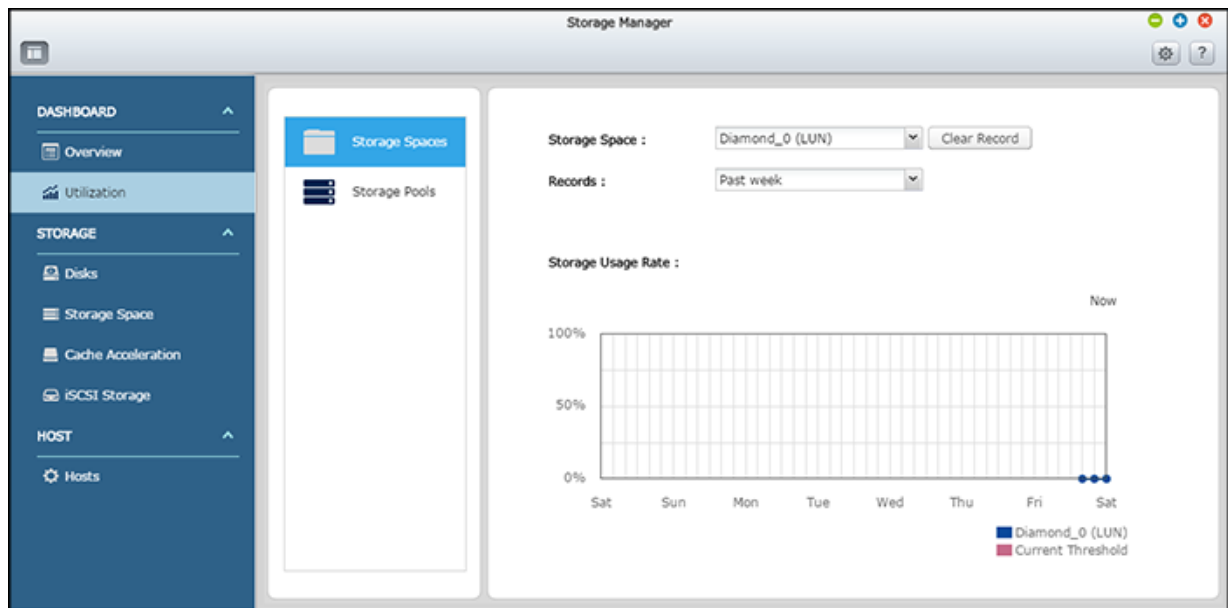 Storage Manager
?
DASHBOARD
Overview
Utilization
STORAGE
Disks
Storage Space
Cache Acceleration
iSCSI Storage
HOST
Hosts
Storage Spaces
Storage Pools
Storage Space : Diamond_0 (LUN) Clear Record
Records : Past week
Storage Usage Rate :
Now
100%
50%
0%
Sat Sun Mon Tue Wed Thu Fri Sat
Diamond_0 (LUN)
Current Threshold